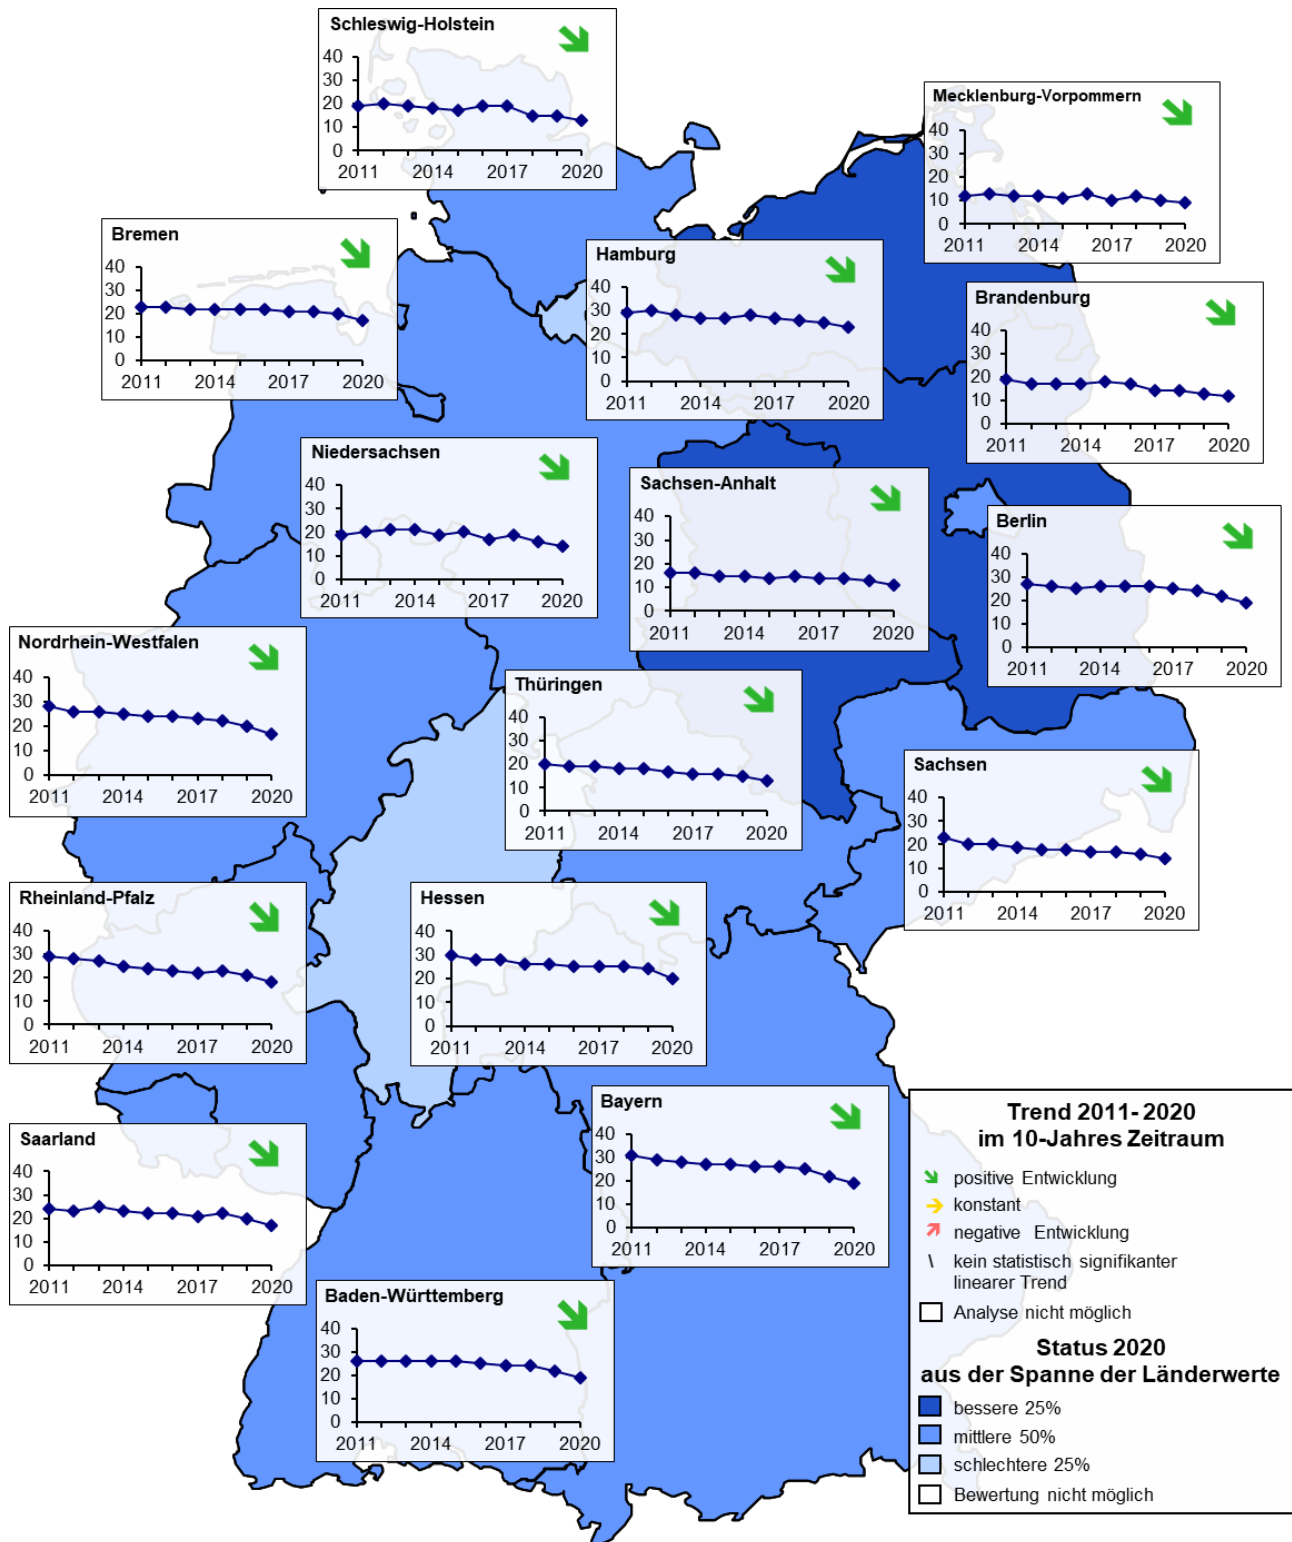 Schleswig-Holstein
40
30
20
10
0
2011 2014 2017 2020
Mecklenburg-Vorpommern
40
30
20
10
0
2011 2014 2017 2020
Bremen
40
30
20
10
0
2011 2014 2017 2020
Hamburg
40
30
20
10
0
2011 2014 2017 2020
Brandenburg
40
30
20
10
0
2011 2014 2017 2020
Niedersachsen
40
30
20
10
0
2011 2014 2017 2020
Sachsen-Anhalt
40
30
20
10
0
2011 2014 2017 2020
Berlin
40
30
20
10
0
2011 2014 2017 2020
Nordrhein-Westfalen
40
30
20
10
0
2011 2014 2017 2020
Thüringen
40
30
20
10
0
2011 2014 2017 2020
Sachsen
40
30
20
10
0
2011 2014 2017 2020
Rheinland-Pfalz
40
30
20
10
0
2011 2014 2017 2020
Hessen
40
30
20
10
0
2011 2014 2017 2020
Bayern
40
30
20
10
0
2011 2014 2017 2020
Saarland
40
30
20
10
0
2011 2014 2017 2020
Baden-Württemberg
40
30
20
10
0
2011 2014 2017 2020
Trend 2011- 2020
im 10-Jahres Zeitraum
positive Entwicklung
konstant
negative Entwicklung
\ kein statistisch signifikanter
linearer Trend
Analyse nicht möglich
Status 2020
aus der Spanne der Länderwerte
bessere 25%
mittlere 50%
schlechtere 25%
Bewertung nicht möglich